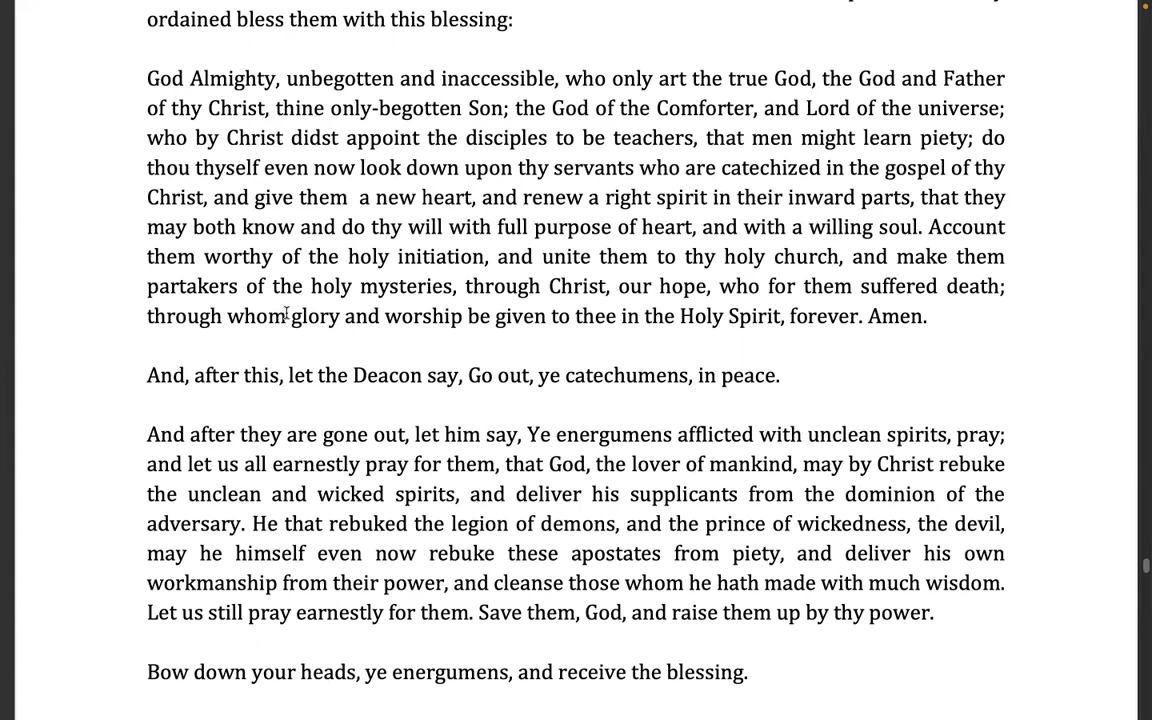 ordained bless them with this blessing:
God Almighty, unbegotten and inaccessible, who only art the true God, the God and Father
of thy Christ, thine only-begotten Son; the God of the Comforter, and Lord of the universe;
who by Christ didst appoint the disciples to be teachers, that men might learn piety; do
thou thyself even now look down upon thy servants who are catechized in the gospel of thy
Christ, and give them a new heart, and renew a right spirit in their inward parts, that they
may both know and do thy will with full purpose of heart, and with a willing soul. Account
them worthy of the holy initiation, and unite them to thy holy church, and make them
partakers of the holy mysteries, through Christ, our hope, who for them suffered death;
through whom glory and worship be given to thee in the Holy Spirit, forever. Amen.
And, after this, let the Deacon say, Go out, ye catechumens, in peace.
And after they are gone out, let him say, Ye energumens afflicted with unclean spirits, pray;
and let us all earnestly pray for them, that God, the lover of mankind, may by Christ rebuke
the unclean and wicked spirits, and deliver his supplicants from the dominion of the
adversary. He that rebuked the legion of demons, and the prince of wickedness, the devil,
may he himself even now rebuke these apostates from piety, and deliver his own
workmanship from their power, and cleanse those whom he hath made with much wisdom.
Let us still pray earnestly for them. Save them, God, and raise them up by thy power.
Bow down your heads, ye energumens, and receive the blessing.